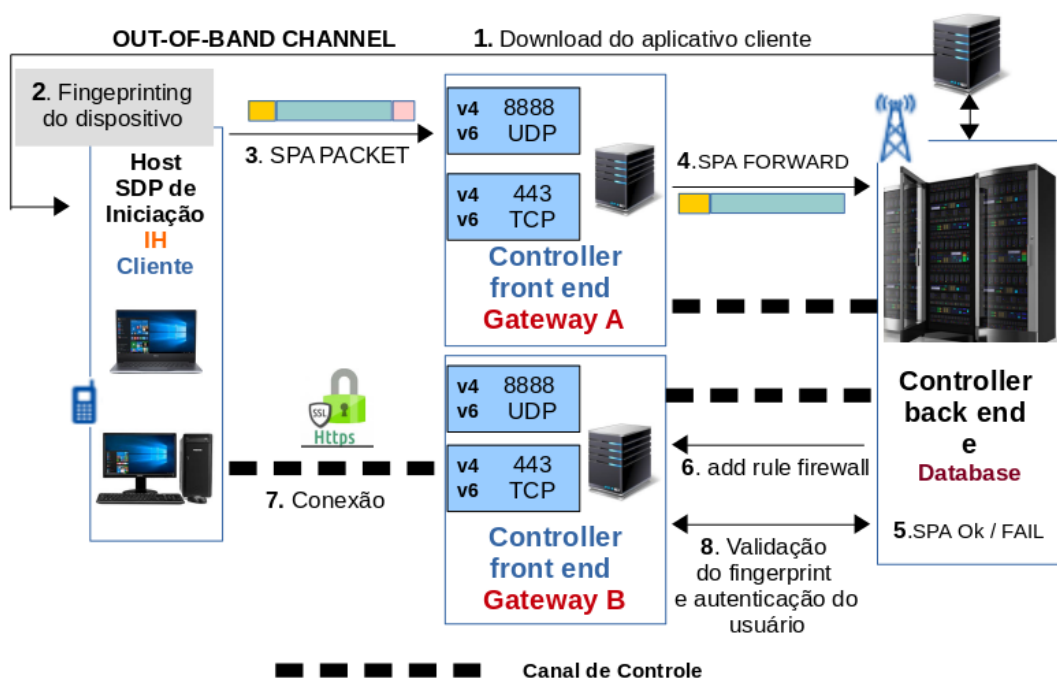 OUT-OF-BAND CHANNEL
1. Download do aplicativo cliente
2. Fingeprinting
do dispositivo
Host
SDP de
Iniciação
IH
Cliente
3. SPA PACKET
v4 8888
v6 UDP
v4 443
v6 TCP
Controller
front end
Gateway A
4.SPA FORWARD
v4 8888
v6 UDP
v4 443
v6 TCP
Controller
front end
Gateway B
SSL
Https
7. Conexão
Controller
back end
e
Database
5.SPA Ok / FAIL
6. add rule firewall
8. Validação
do fingerprint
e autenticação do
usuário
Canal de Controle